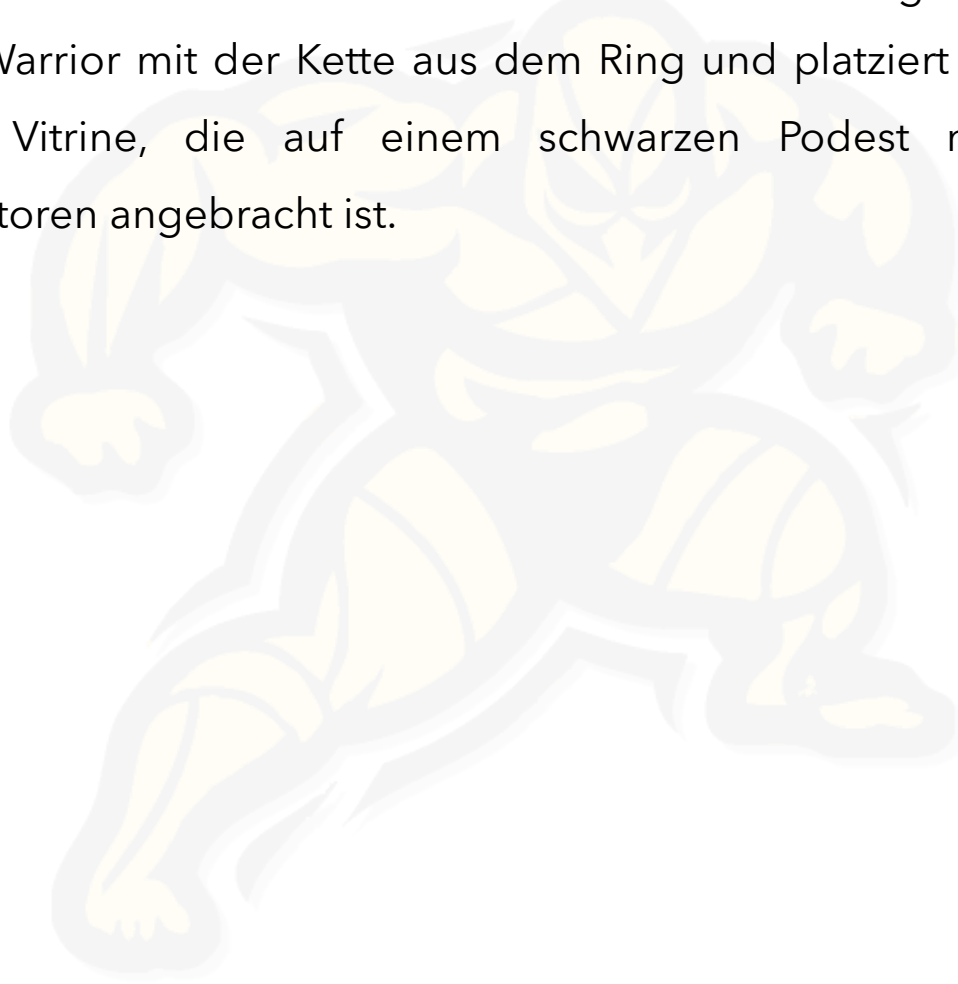 Warrior mit der Kette aus dem Ring und platziert
Vitrine, die auf einem schwarzen Podest
toren angebracht ist.